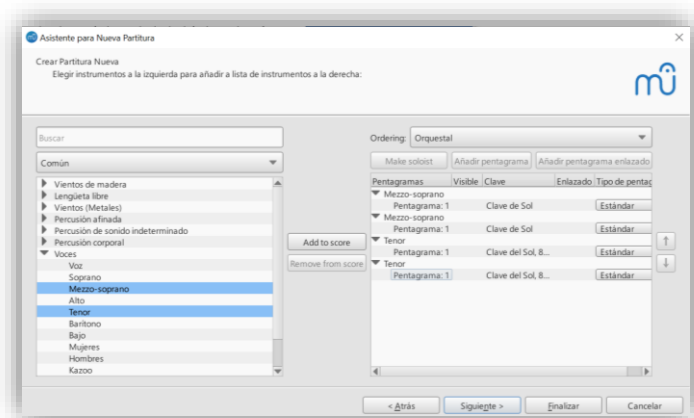 Asistente para Nueva Partitura
Crear Partitura Nueva
Elegir instrumentos a la izquierda para añadir a lista de instrumentos a la derecha:
Buscar
Común
Vientos de madera
Lengüeta libre
Vientos (Metales)
Percusión afinada
Percusión de sonido indeterminado
Percusión corporal
Voces
Voz
Soprano
Mezzo-soprano
Alto
Tenor
Barítono
Bajo
Mujeres
Hombres
Kazoo
Add to score
Remove from score
Ordering: Orquestal
Make soloist Añadir pentagrama Añadir pentagrama enlazado
Pentagramas Visible Clave Enlazado Tipo de pentag
Mezzo-soprano
Pentagrama: 1 Clave de Sol Estándar
Mezzo-soprano
Pentagrama: 1 Clave de Sol Estándar
Tenor
Pentagrama: 1 Clave del Sol, 8... Estándar
Tenor
Pentagrama: 1 Clave del Sol, 8... Estándar
< Atrás Siguiente > Finalizar Cancelar